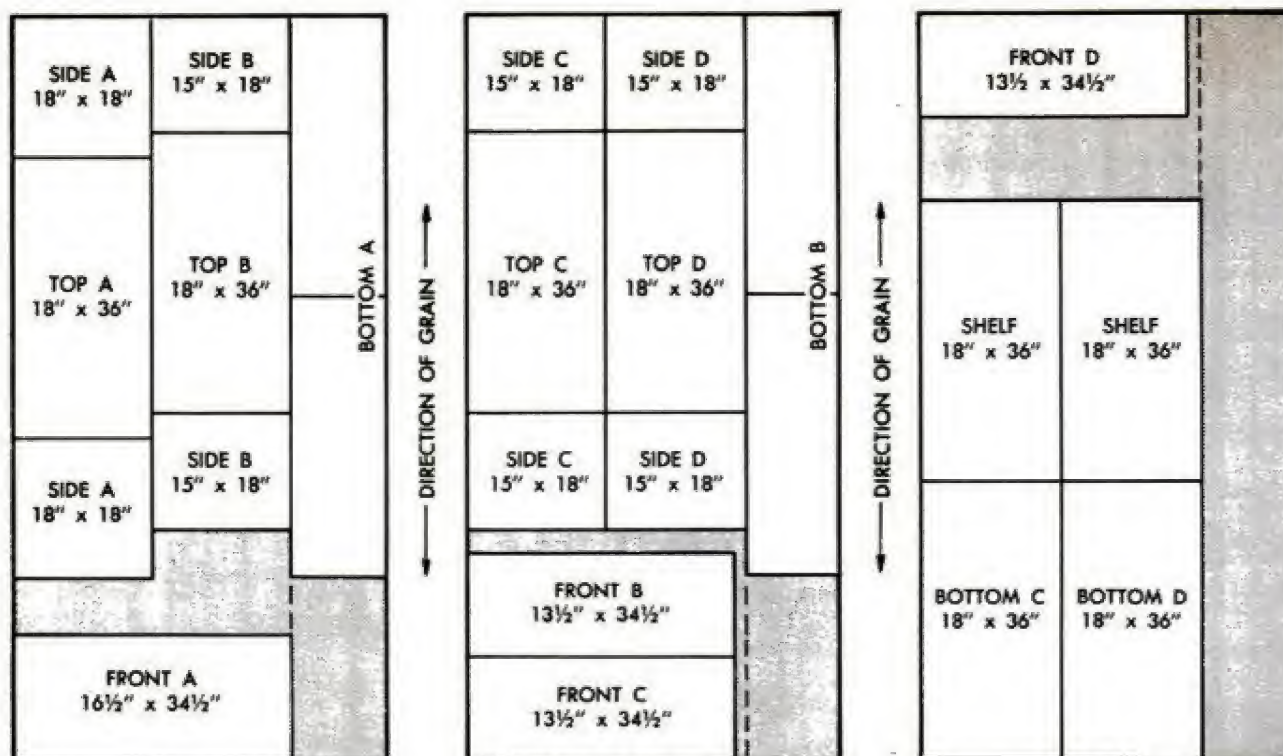 SIDE A
18″ x 18″
SIDE B
15″ x 18″
TOP A
18″ x 36″
TOP B
18″ x 36″
BOTTOM A
SIDE A
18″ x 18″
SIDE B
15″ x 18″
FRONT A
16½″ x 34½″
DIRECTION OF GRAIN
SIDE C
15″ x 18″
SIDE D
15″ x 18″
TOP C
18″ x 36″
TOP D
18″ x 36″
BOTTOM B
SIDE C
15″ x 18″
SIDE D
15″ x 18″
FRONT B
13½″ x 34½″
FRONT C
13½″ x 34½″
DIRECTION OF GRAIN
FRONT D
13½ x 34½″
SHELF
18″ x 36″
SHELF
18″ x 36″
BOTTOM C
18″ x 36″
BOTTOM D
18″ x 36″